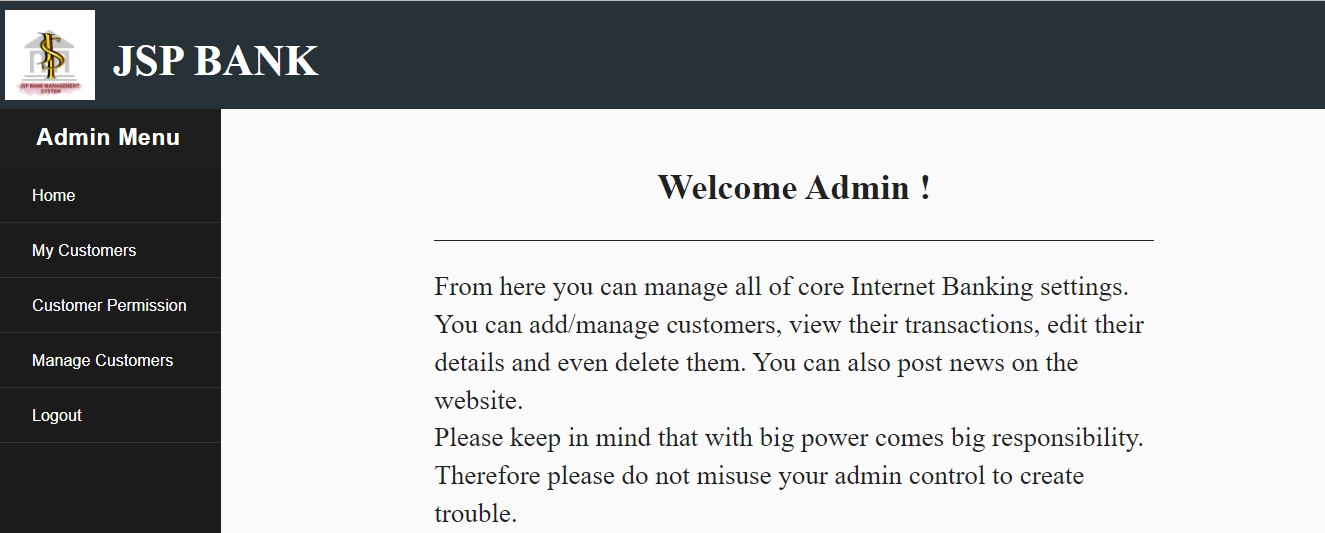 JSP BANK MANAGEMENT
SYSTEM
JSP BANK
Admin Menu
Home
My Customers
Customer Permission
Manage Customers
Logout
Welcome Admin !
From here you can manage all of core Internet Banking settings.
You can add/manage customers, view their transactions, edit their
details and even delete them. You can also post news on the
website.
Please keep in mind that with big power comes big responsibility.
Therefore please do not misuse your admin control to create
trouble.